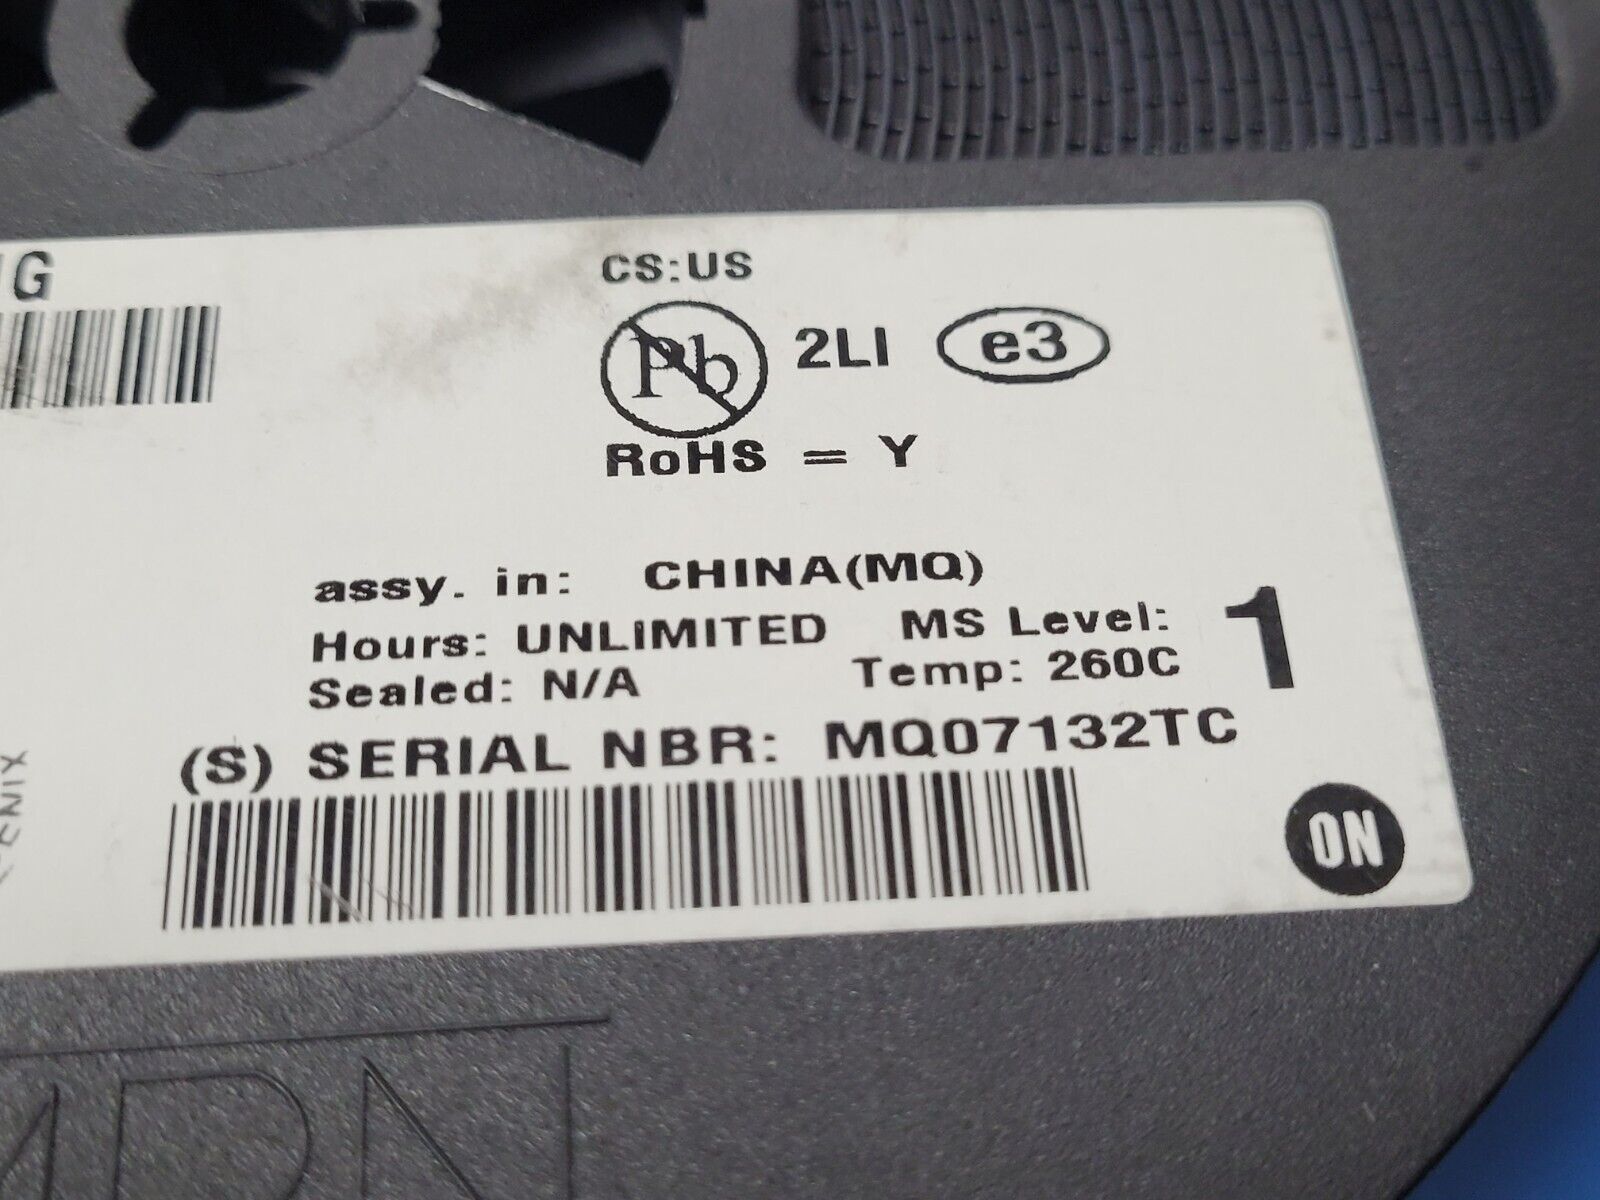 G
CS:US
Pb 2LI e3
RoHS = Y
assy. in: CHINA(MQ)
Hours: UNLIMITED MS Level: 1
Sealed: N/A Temp: 260C
(S) SERIAL NBR: MQ07132TC
ON